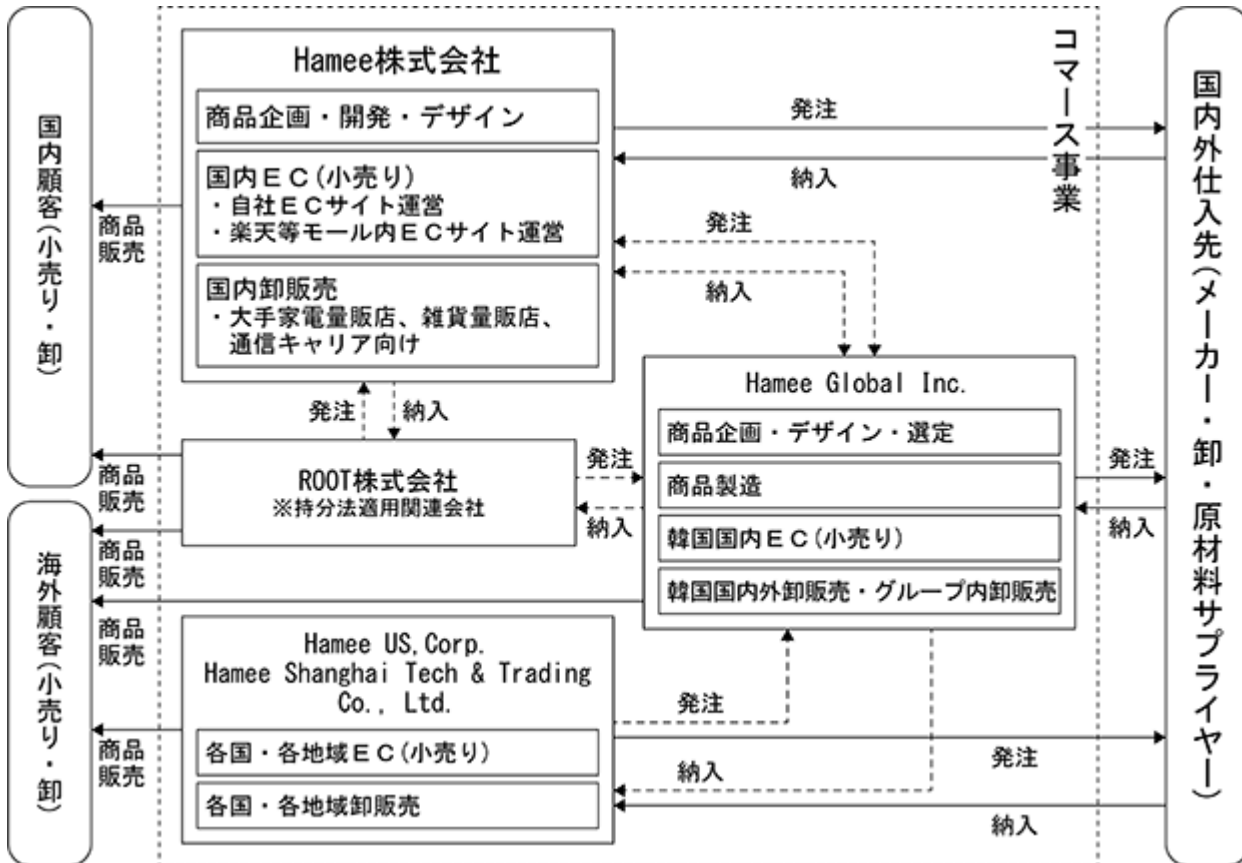 国内顧客(小売り・卸)
海外顧客(小売り・卸)
コマース事業
国内外仕入先(メーカー・卸・原材料サプライヤー)
Hamee株式会社
商品企画・開発・デザイン
国内EC(小売り)
・自社ECサイト運営
・楽天等モール内ECサイト運営
国内卸販売
・大手家電量販店、雑貨量販店、
通信キャリア向け
商品
販売
発注
納入
発注
納入
発注
納入
ROOT株式会社
※持分法適用関連会社
商品
販売
商品
販売
発注
納入
Hamee Global Inc.
商品企画・デザイン・選定
商品製造
韓国国内EC(小売り)
韓国国内外卸販売・グループ内卸販売
発注
納入
商品
販売
Hamee US,Corp.
Hamee Shanghai Tech & Trading
Co., Ltd.
各国・各地域EC(小売り)
各国・各地域卸販売
商品
販売
発注
納入
発注
納入